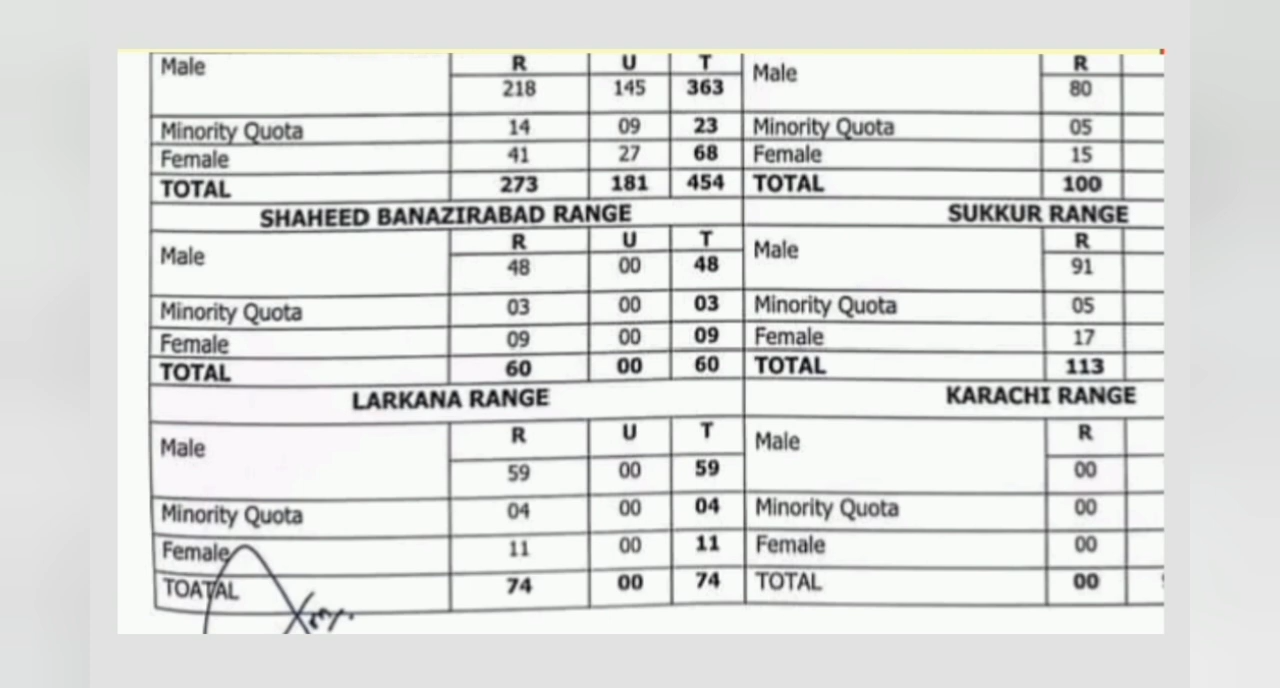 Male R U T Male R
218 145 363 80
Minority Quota 14 09 23 Minority Quota 05
Female 41 27 68 Female 15
TOTAL 273 181 454 TOTAL 100
SHAHEED BANAZIRABAD RANGE SUKKUR RANGE
Male R U T Male R
48 00 48 91
Minority Quota 03 00 03 Minority Quota 05
Female 09 00 09 Female 17
TOTAL 60 00 60 TOTAL 113
LARKANA RANGE KARACHI RANGE
Male R U T Male R
59 00 59 00
Minority Quota 04 00 04 Minority Quota 00
Female 11 00 11 Female 00
TOATAL 74 00 74 TOTAL 00